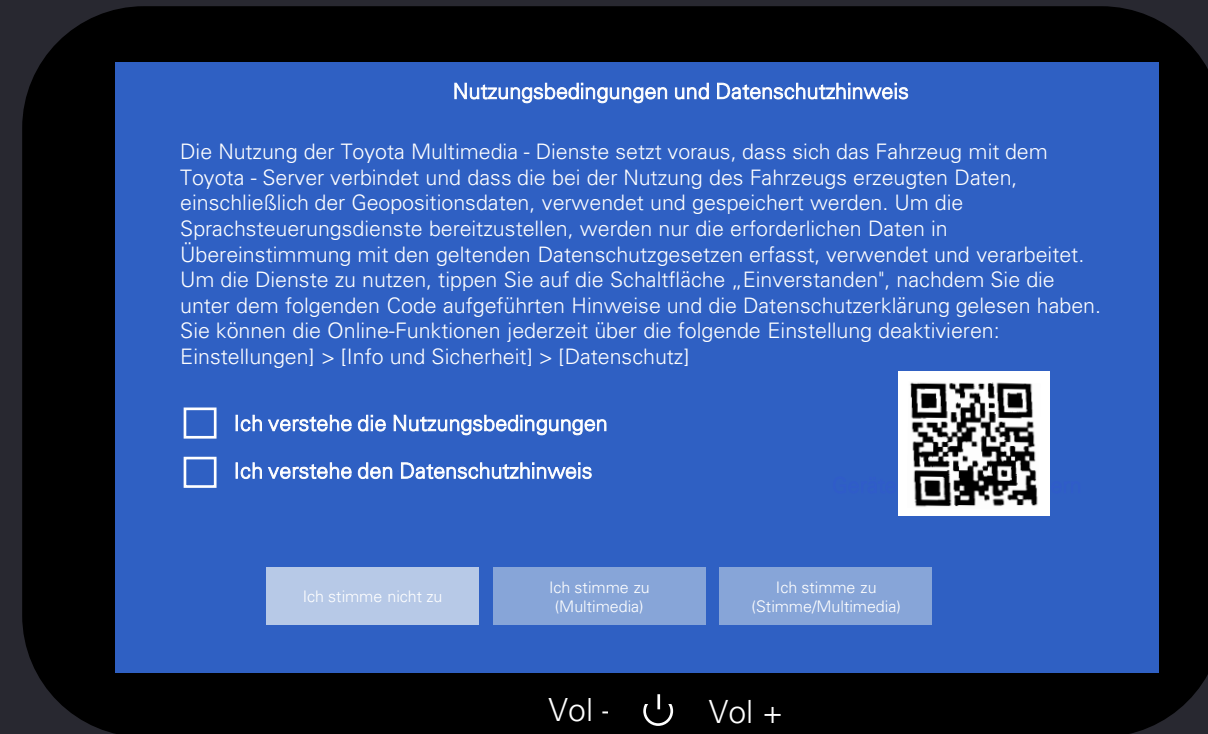 Nutzungsbedingungen und Datenschutzhinweis
Die Nutzung der Toyota Multimedia - Dienste setzt voraus, dass sich das Fahrzeug mit dem
Toyota - Server verbindet und dass die bei der Nutzung des Fahrzeugs erzeugten Daten,
einschließlich der Geopositionsdaten, verwendet und gespeichert werden. Um die
Sprachsteuerungsdienste bereitzustellen, werden nur die erforderlichen Daten in
Übereinstimmung mit den geltenden Datenschutzgesetzen erfasst, verwendet und verarbeitet.
Um die Dienste zu nutzen, tippen Sie auf die Schaltfläche „Einverstanden", nachdem Sie die
unter dem folgenden Code aufgeführten Hinweise und die Datenschutzerklärung gelesen haben.
Sie können die Online-Funktionen jederzeit über die folgende Einstellung deaktivieren:
Einstellungen] > [Info und Sicherheit] > [Datenschutz]
Ich verstehe die Nutzungsbedingungen
Ich verstehe den Datenschutzhinweis
Ich stimme nicht zu
Ich stimme zu
(Multimedia)
Ich stimme zu
(Stimme/Multimedia)
Vol - Vol +